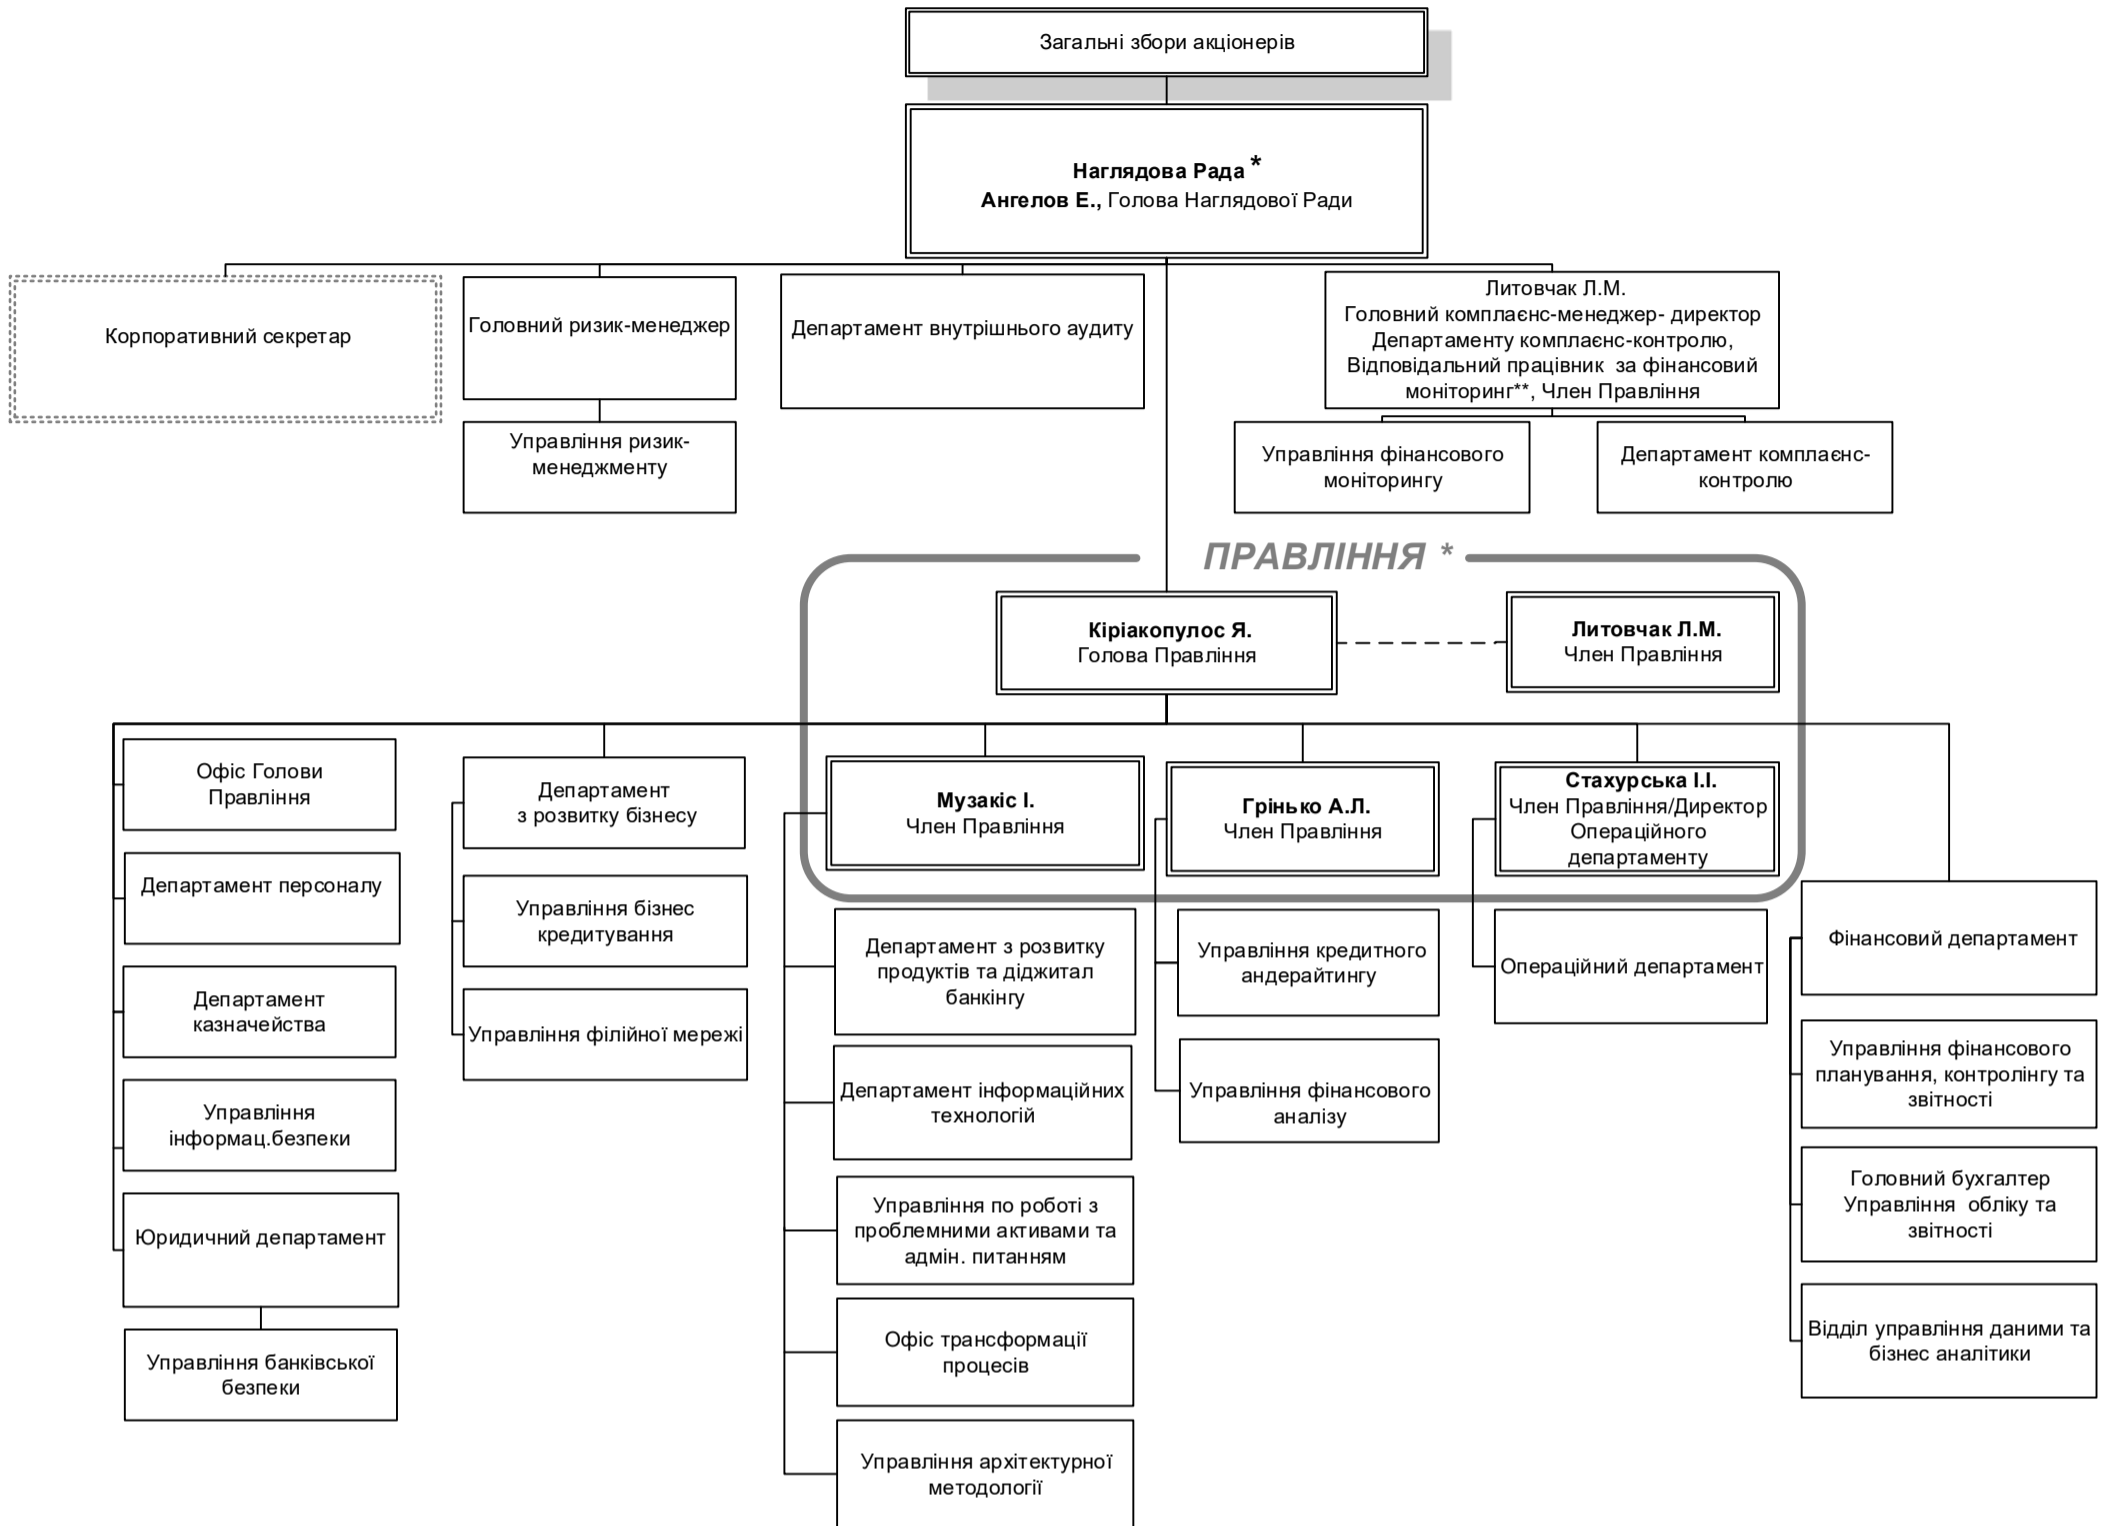 Загальні збори акціонерів
Наглядова Рада *
Ангелов Е., Голова Наглядової Ради
Корпоративний секретар
Головний ризик-менеджер
Департамент внутрішнього аудиту
Литовчак Л.М.
Головний комплаєнс-менеджер- директор
Департаменту комплаєнс-контролю,
Відповідальний працівник за фінансовий
моніторинг**, Член Правління
Управління ризик-
менеджменту
Управління фінансового
моніторингу
Департамент комплаєнс-
контролю
ПРАВЛІННЯ *
Кіріакопулос Я.
Голова Правління
Литовчак Л.М.
Член Правління
Офіс Голови
Правління
Департамент
з розвитку бізнесу
Музакіс І.
Член Правління
Грінько А.Л.
Член Правління
Стахурська І.І.
Член Правління/Директор
Операційного
департаменту
Департамент персоналу
Управління бізнес
кредитування
Департамент з розвитку
продуктів та діджитал
банкінгу
Управління кредитного
андерайтингу
Операційний департамент
Фінансовий департамент
Департамент
казначейства
Управління філійної мережі
Департамент інформаційних
технологій
Управління фінансового
аналізу
Управління фінансового
планування, контролінгу та
звітності
Управління
інформац.безпеки
Управління по роботі з
проблемними активами та
адмін. питанням
Головний бухгалтер
Управління обліку та
звітності
Юридичний департамент
Офіс трансформації
процесів
Відділ управління даними та
бізнес аналітики
Управління банківської
безпеки
Управління архітектурної
методології